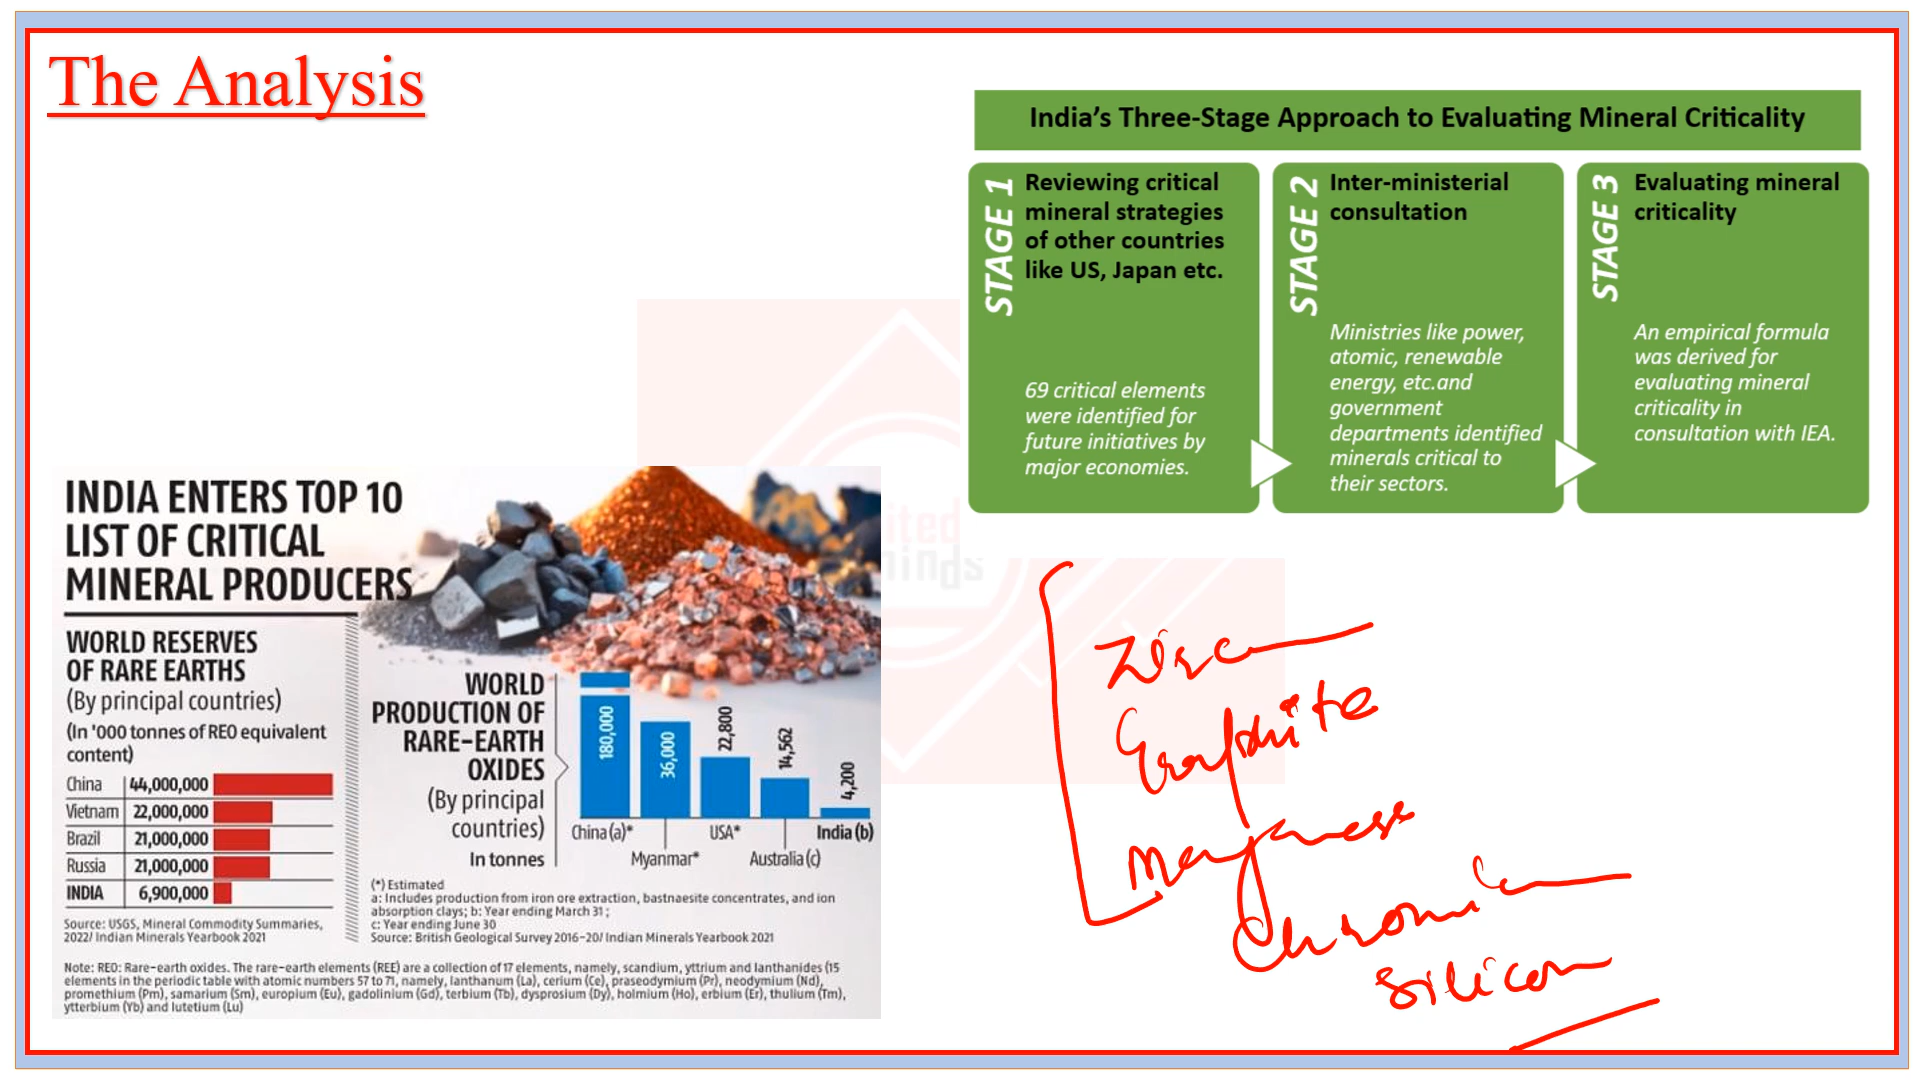 The Analysis
India’s Three-Stage Approach to Evaluating Mineral Criticality
STAGE 1
Reviewing critical
mineral strategies
of other countries
like US, Japan etc.
69 critical elements
were identified for
future initiatives by
major economies.
STAGE 2
Inter-ministerial
consultation
Ministries like power,
atomic, renewable
energy, etc.and
government
departments identified
minerals critical to
their sectors.
STAGE 3
Evaluating mineral
criticality
An empirical formula
was derived for
evaluating mineral
criticality in
consultation with IEA.
INDIA ENTERS TOP 10
LIST OF CRITICAL
MINERAL PRODUCERS
WORLD RESERVES
OF RARE EARTHS
(By principal countries)
(In '000 tonnes of REO equivalent
content)
China 44,000,000
Vietnam 22,000,000
Brazil 21,000,000
Russia 21,000,000
INDIA 6,900,000
Source: USGS, Mineral Commodity Summaries,
2022/ Indian Minerals Yearbook 2021
WORLD
PRODUCTION OF
RARE-EARTH
OXIDES
(By principal
countries)
In tonnes
180,000
36,000
22,800
14,562
4,200
China (a)*
Myanmar*
USA*
Australia (c)
India (b)
(*) Estimated
a: Includes production from iron ore extraction, bastnaesite concentrates, and ion
absorption clays; b: Year ending March 31 ;
c: Year ending June 30
Source: British Geological Survey 2016-20/ Indian Minerals Yearbook 2021
Note: REO: Rare-earth oxides. The rare-earth elements (REE) are a collection of 17 elements, namely, scandium, yttrium and lanthanides (15
elements in the periodic table with atomic numbers 57 to 71, namely, lanthanum (La), cerium (Ce), praseodymium (Pr), neodymium (Nd),
promethium (Pm), samarium (Sm), europium (Eu), gadolinium (Gd), terbium (Tb), dysprosium (Dy), holmium (Ho), erbium (Er), thulium (Tm),
ytterbium (Yb) and lutetium (Lu)
Graphite
Silicon